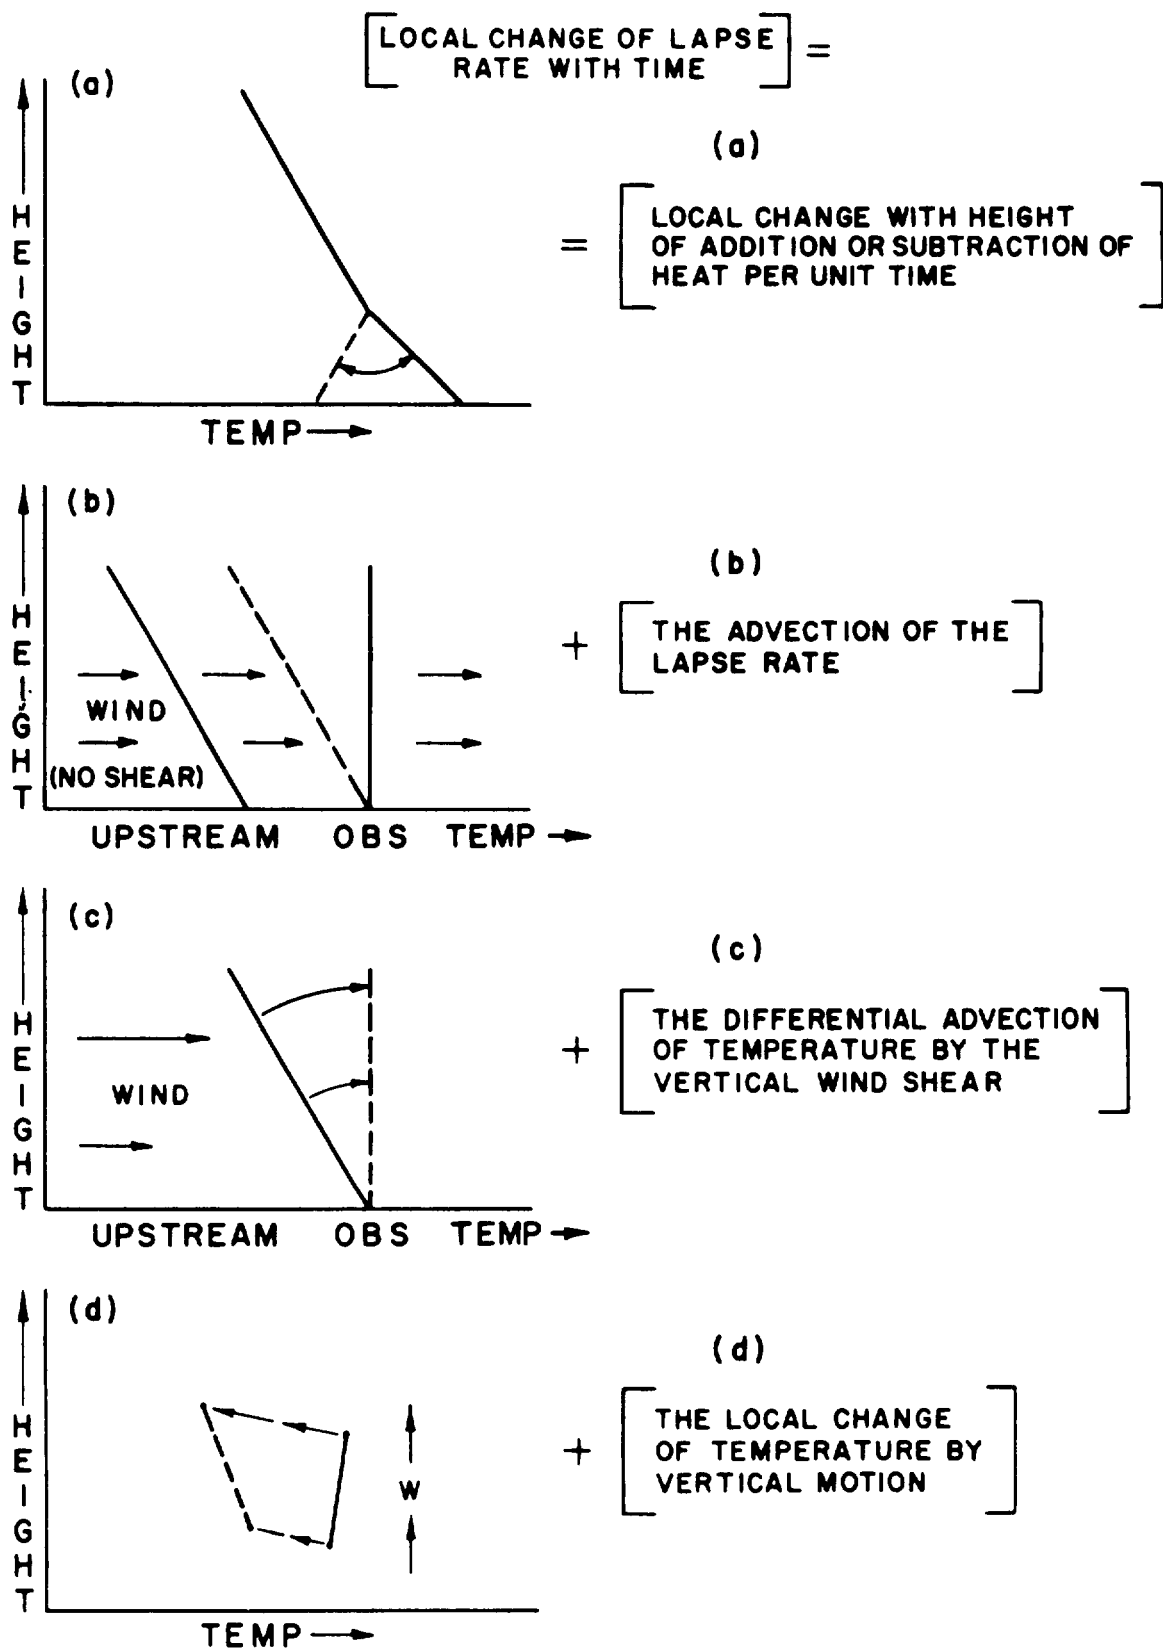 [LOCAL CHANGE OF LAPSE
RATE WITH TIME] =
(a)
HEIGHT
TEMP
(a)
= [LOCAL CHANGE WITH HEIGHT
OF ADDITION OR SUBTRACTION OF
HEAT PER UNIT TIME]
(b)
HEIGHT
WIND
(NO SHEAR)
UPSTREAM OBS TEMP
(b)
+ [THE ADVECTION OF THE
LAPSE RATE]
(c)
HEIGHT
WIND
UPSTREAM OBS TEMP
(c)
+ [THE DIFFERENTIAL ADVECTION
OF TEMPERATURE BY THE
VERTICAL WIND SHEAR]
(d)
HEIGHT
W
TEMP
(d)
+ [THE LOCAL CHANGE
OF TEMPERATURE BY
VERTICAL MOTION]